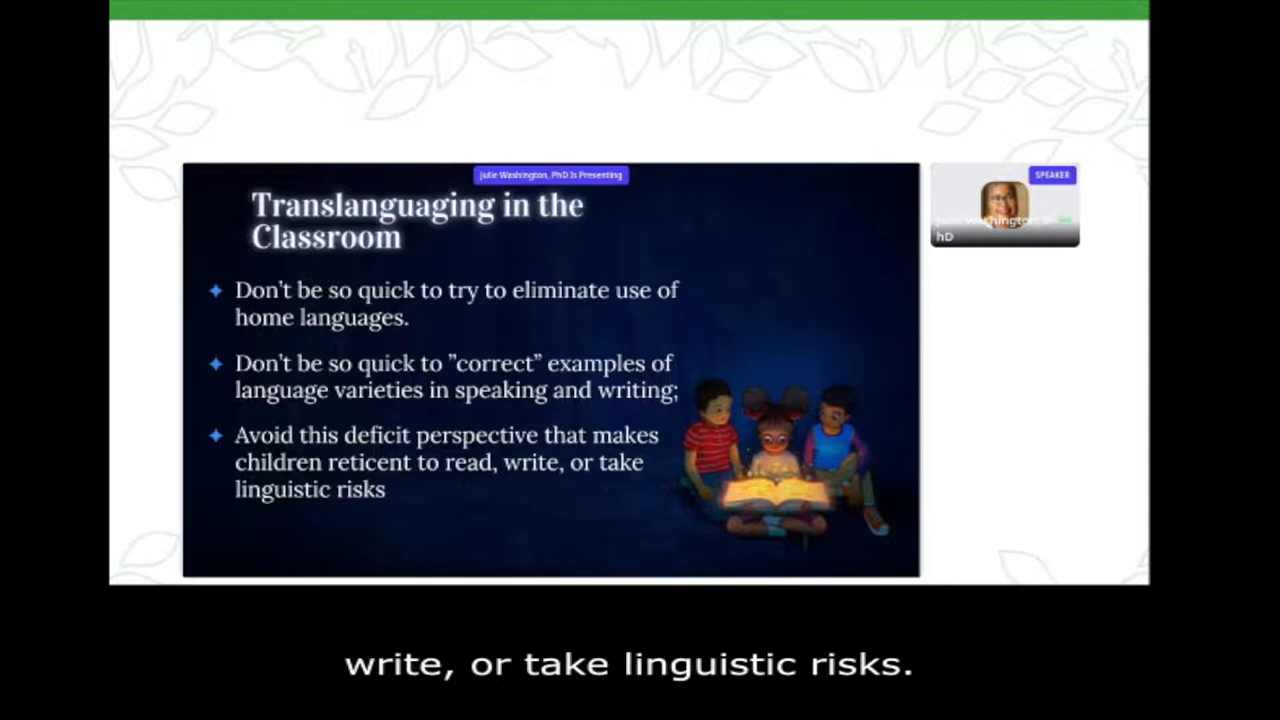 Julie Washington, PhD Is Presenting
SPEAKER
Translanguaging in the
Classroom
hD
Don't be so quick to try to eliminate use of
home languages.
Don't be so quick to ”correct” examples of
language varieties in speaking and writing;
Avoid this deficit perspective that makes
children reticent to read, write, or take
linguistic risks
write, or take linguistic risks.